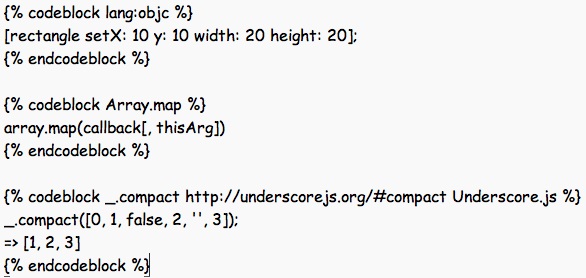 {% codeblock lang:objc %}
[rectangle setX: 10 y: 10 width: 20 height: 20];
{% endcodeblock %}
{% codeblock Array.map %}
array.map(callback[, thisArg])
{% endcodeblock %}
{% codeblock _.compact http://underscorejs.org/#compact Underscore.js %}
_.compact([0, 1, false, 2, '', 3]);
=> [1, 2, 3]
{% endcodeblock %}